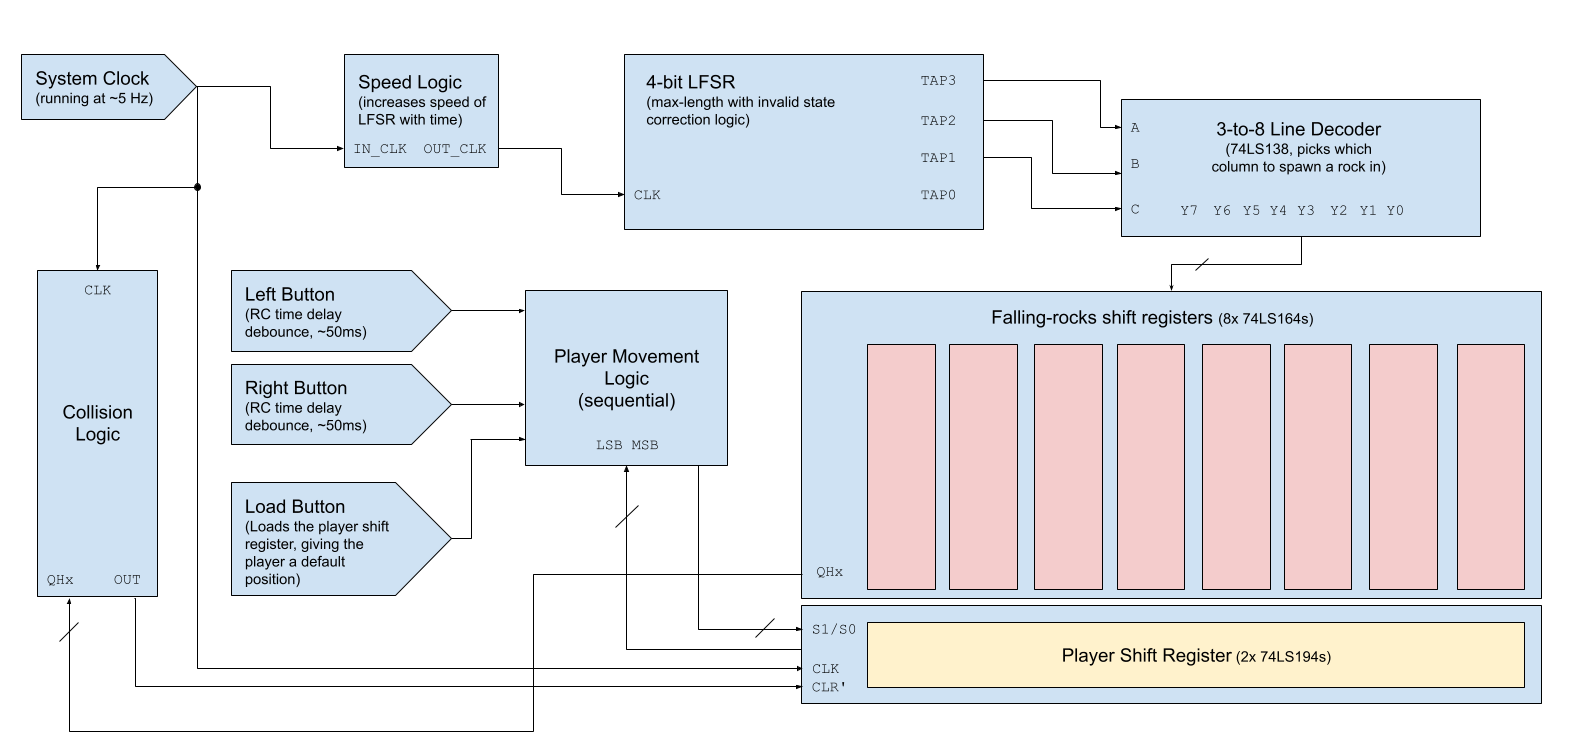 System Clock
(running at ~5 Hz)
Speed Logic
(increases speed of
LFSR with time)
IN_CLK OUT_CLK
4-bit LFSR
(max-length with invalid state
correction logic)
TAP3
TAP2
TAP1
TAP0
CLK
3-to-8 Line Decoder
(74LS138, picks which
column to spawn a rock in)
A
B
C
Y7 Y6 Y5 Y4 Y3 Y2 Y1 Y0
CLK
Collision
Logic
QHx OUT
Left Button
(RC time delay
debounce, ~50ms)
Right Button
(RC time delay
debounce, ~50ms)
Load Button
(Loads the player shift
register, giving the
player a default
position)
Player Movement
Logic
(sequential)
LSB MSB
Falling-rocks shift registers (8x 74LS164s)
QHx
S1/S0
CLK
CLR'
Player Shift Register (2x 74LS194s)